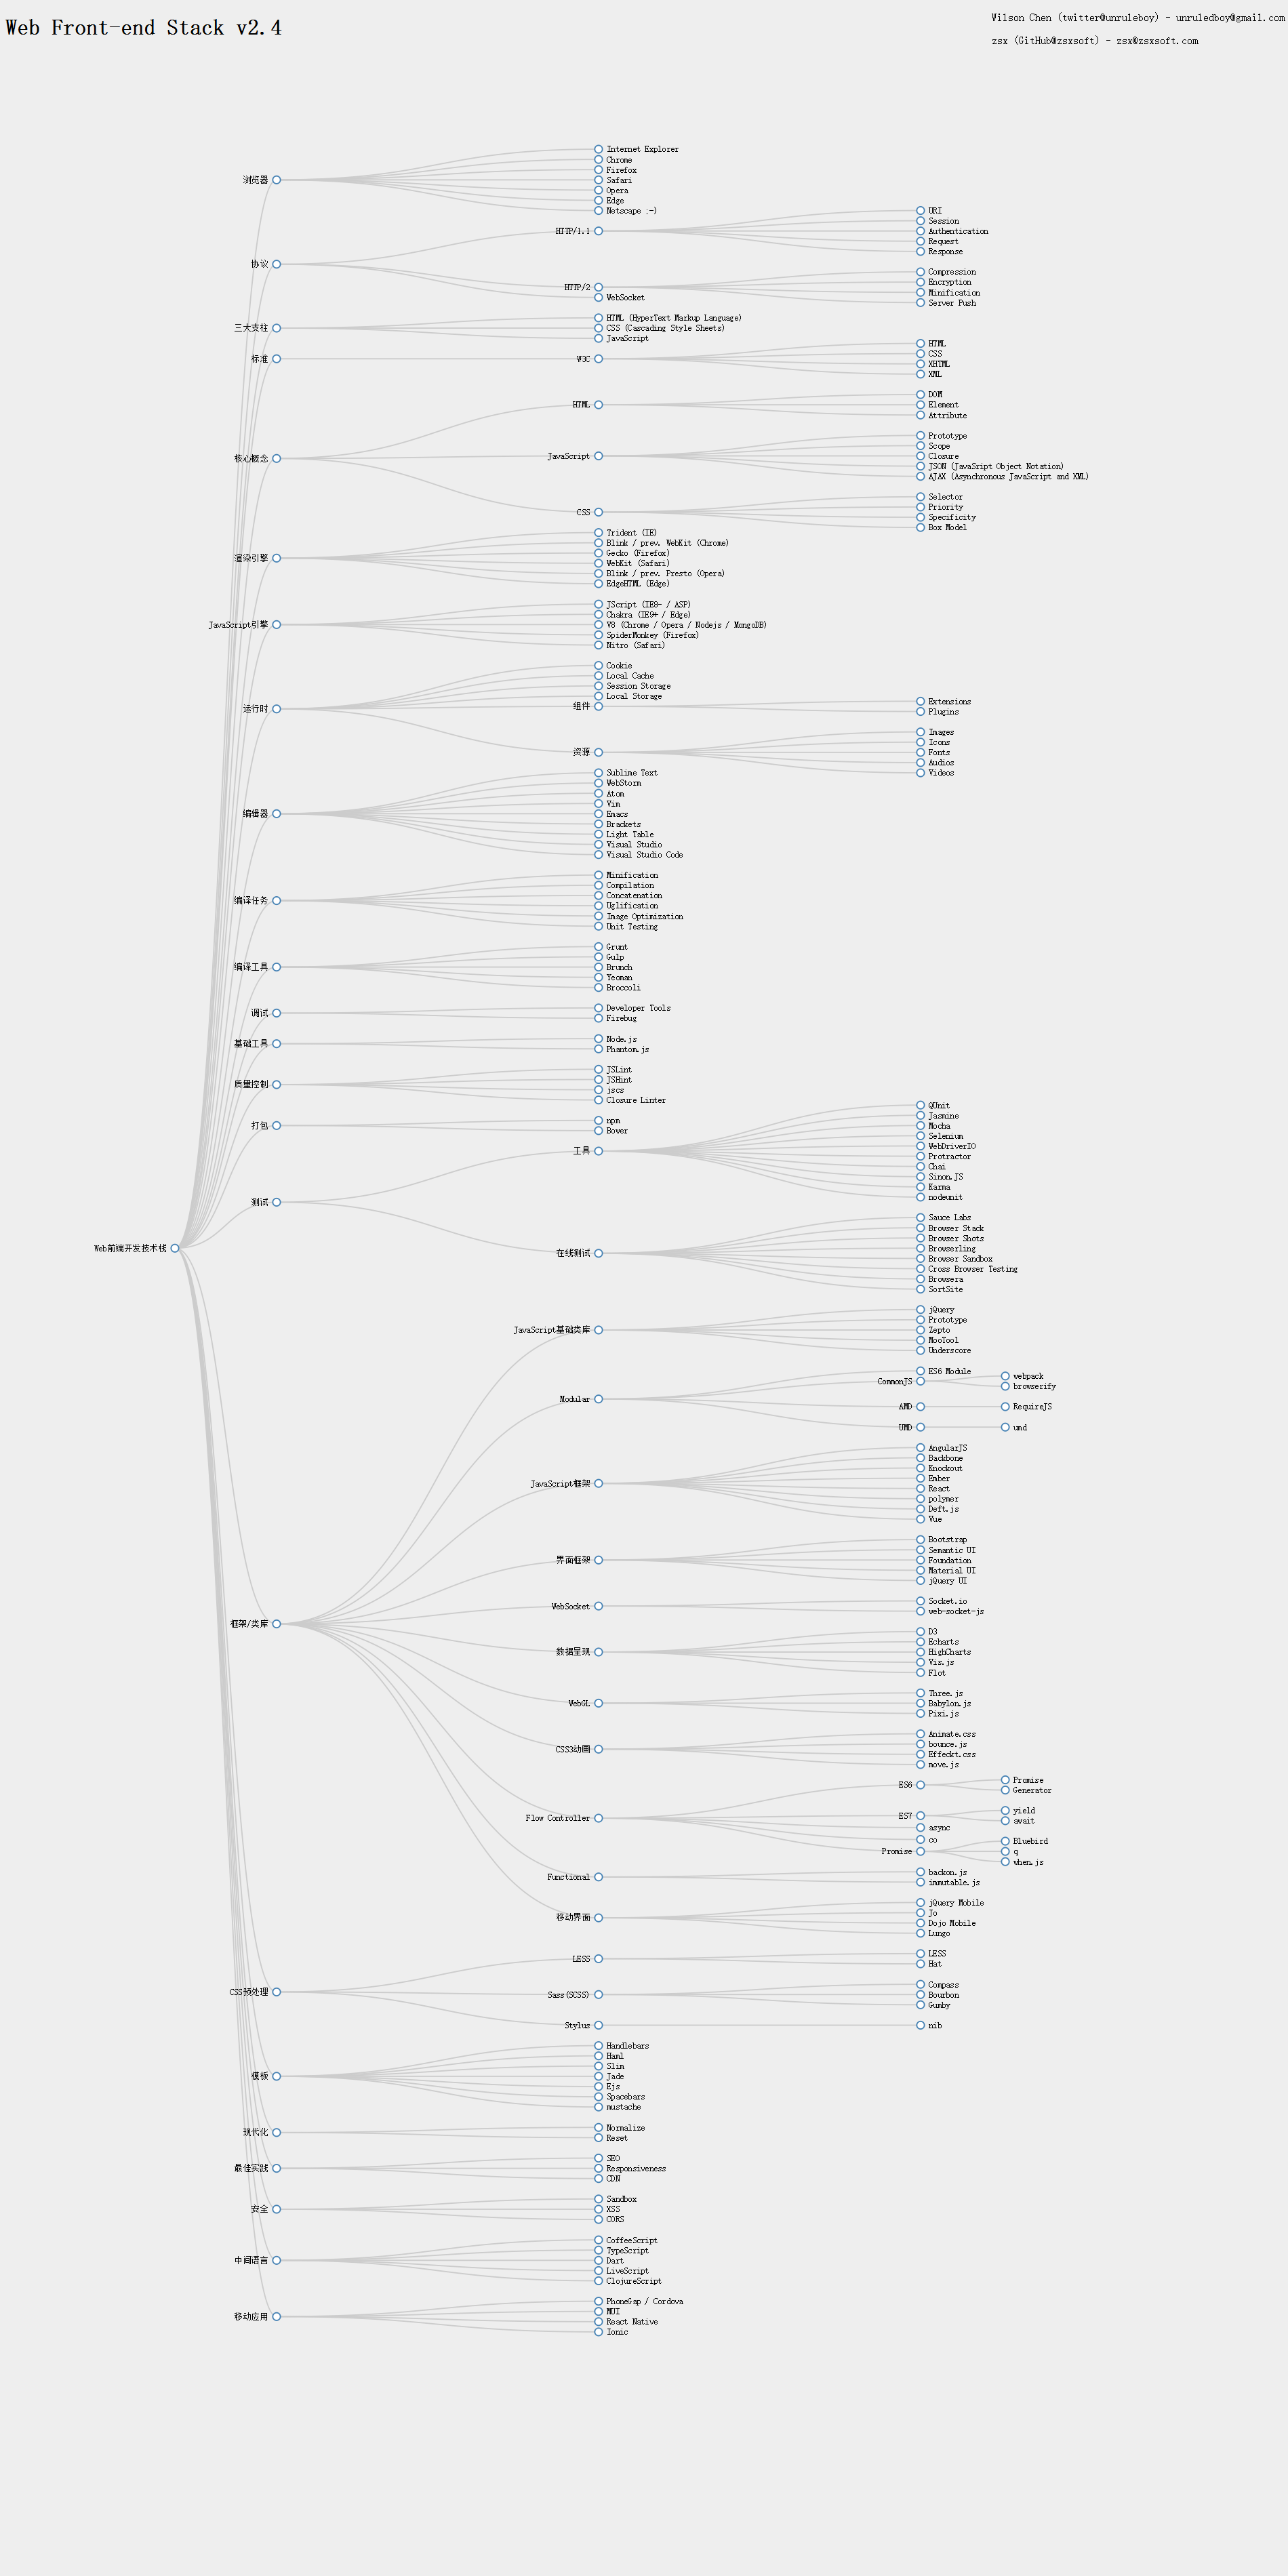 Web Front-end Stack v2.4
Wilson Chen (twitter@unruleboy) - unruledboy@gmail.com
zsx (GitHub@zsxsoft) - zsx@zsxsoft.com
Web前端开发技术栈
浏览器
Internet Explorer
Chrome
Firefox
Safari
Opera
Edge
Netscape ;-)
协议
HTTP/1.1
URI
Session
Authentication
Request
Response
HTTP/2
Compression
Encryption
Minification
Server Push
WebSocket
三大支柱
HTML (HyperText Markup Language)
CSS (Cascading Style Sheets)
JavaScript
标准
W3C
HTML
CSS
XHTML
XML
核心概念
HTML
DOM
Element
Attribute
JavaScript
Prototype
Scope
Closure
JSON (JavaSript Object Notation)
AJAX (Asynchronous JavaScript and XML)
CSS
Selector
Priority
Specificity
Box Model
渲染引擎
Trident (IE)
Blink / prev. WebKit (Chrome)
Gecko (Firefox)
WebKit (Safari)
Blink / prev. Presto (Opera)
EdgeHTML (Edge)
JavaScript引擎
JScript (IE8- / ASP)
Chakra (IE9+ / Edge)
V8 (Chrome / Opera / Nodejs / MongoDB)
SpiderMonkey (Firefox)
Nitro (Safari)
运行时
Cookie
Local Cache
Session Storage
Local Storage
组件
Extensions
Plugins
资源
Images
Icons
Fonts
Audios
Videos
编辑器
Sublime Text
WebStorm
Atom
Vim
Emacs
Brackets
Light Table
Visual Studio
Visual Studio Code
编译任务
Minification
Compilation
Concatenation
Uglification
Image Optimization
Unit Testing
编译工具
Grunt
Gulp
Brunch
Yeoman
Broccoli
调试
Developer Tools
Firebug
基础工具
Node.js
Phantom.js
质量控制
JSLint
JSHint
jscs
Closure Linter
打包
npm
Bower
测试
工具
QUnit
Jasmine
Mocha
Selenium
WebDriverIO
Protractor
Chai
Sinon.JS
Karma
nodeunit
在线测试
Sauce Labs
Browser Stack
Browser Shots
Browserling
Browser Sandbox
Cross Browser Testing
Browsera
SortSite
框架/类库
JavaScript基础类库
jQuery
Prototype
Zepto
MooTool
Underscore
Modular
ES6 Module
CommonJS
webpack
browserify
AMD
RequireJS
UMD
umd
JavaScript框架
AngularJS
Backbone
Knockout
Ember
React
polymer
Deft.js
Vue
界面框架
Bootstrap
Semantic UI
Foundation
Material UI
jQuery UI
WebSocket
Socket.io
web-socket-js
数据呈现
D3
Echarts
HighCharts
Vis.js
Flot
WebGL
Three.js
Babylon.js
Pixi.js
CSS3动画
Animate.css
bounce.js
Effeckt.css
move.js
Flow Controller
ES6
Promise
Generator
ES7
yield
await
async
co
Promise
Bluebird
q
when.js
Functional
backon.js
immutable.js
移动界面
jQuery Mobile
Jo
Dojo Mobile
Lungo
CSS预处理
LESS
LESS
Hat
Sass(SCSS)
Compass
Bourbon
Gumby
Stylus
nib
模板
Handlebars
Haml
Slim
Jade
Ejs
Spacebars
mustache
现代化
Normalize
Reset
最佳实践
SEO
Responsiveness
CDN
安全
Sandbox
XSS
CORS
中间语言
CoffeeScript
TypeScript
Dart
LiveScript
ClojureScript
移动应用
PhoneGap / Cordova
MUI
React Native
Ionic